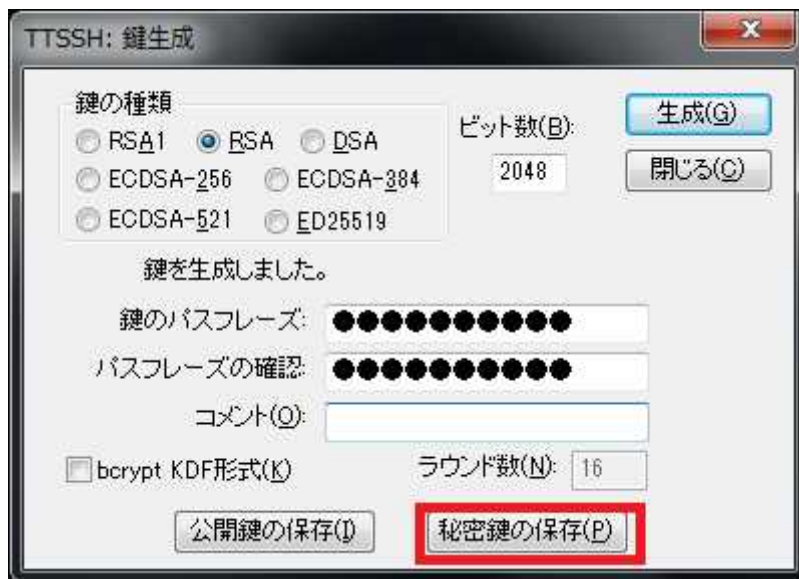 TTSSH: 鍵生成
鍵の種類
RSA1 RSA DSA
ECDSA-256 ECDSA-384
ECDSA-521 ED25519
ビット数(B):
2048
生成(G)
閉じる(C)
鍵を生成しました。
鍵のパスフレーズ: ●●●●●●●●●●
パスフレーズの確認: ●●●●●●●●●●
コメント(O):
bcrypt KDF形式(K) ラウンド数(N): 16
公開鍵の保存(I) 秘密鍵の保存(P)